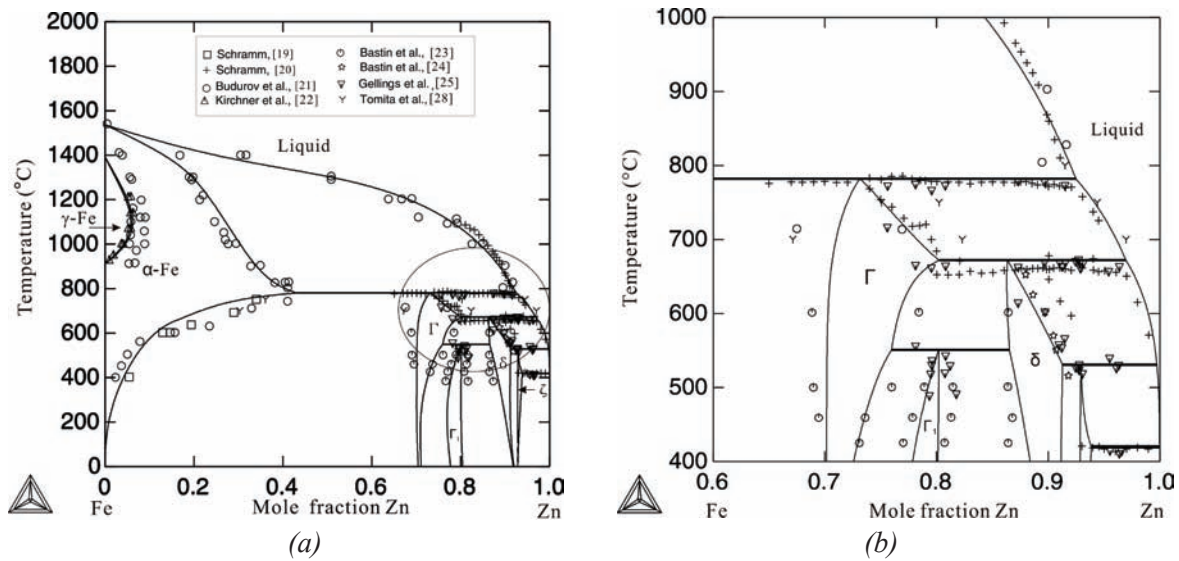 2000
1800
1600
1400
1200
1000
800
600
400
200
0
Temperature (°C)
□ Schramm, [19]
+ Schramm, [20]
○ Budurov et al., [21]
△ Kirchner et al., [22]
Bastin et al., [23]
☆ Bastin et al., [24]
▽ Gellings et al., [25]
Y Tomita et al., [28]
Liquid
γ-Fe
α-Fe
Γ
δ
ζ
Γ₁
0 0.2 0.4 0.6 0.8 1.0
Fe Mole fraction Zn Zn
(a)
1000
900
800
700
600
500
400
Temperature (°C)
Liquid
Γ
δ
Γ₁
0.6 0.7 0.8 0.9 1.0
Fe Mole fraction Zn Zn
(b)